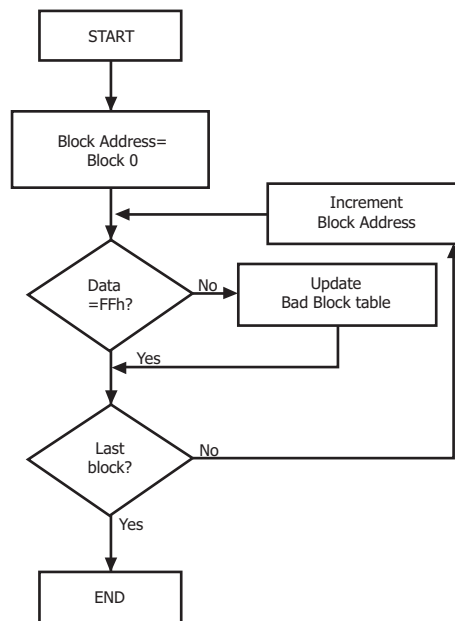 START
Block Address=
Block 0
Increment
Block Address
Data
=FFh?
No
Update
Bad Block table
Yes
Last
block?
No
Yes
END